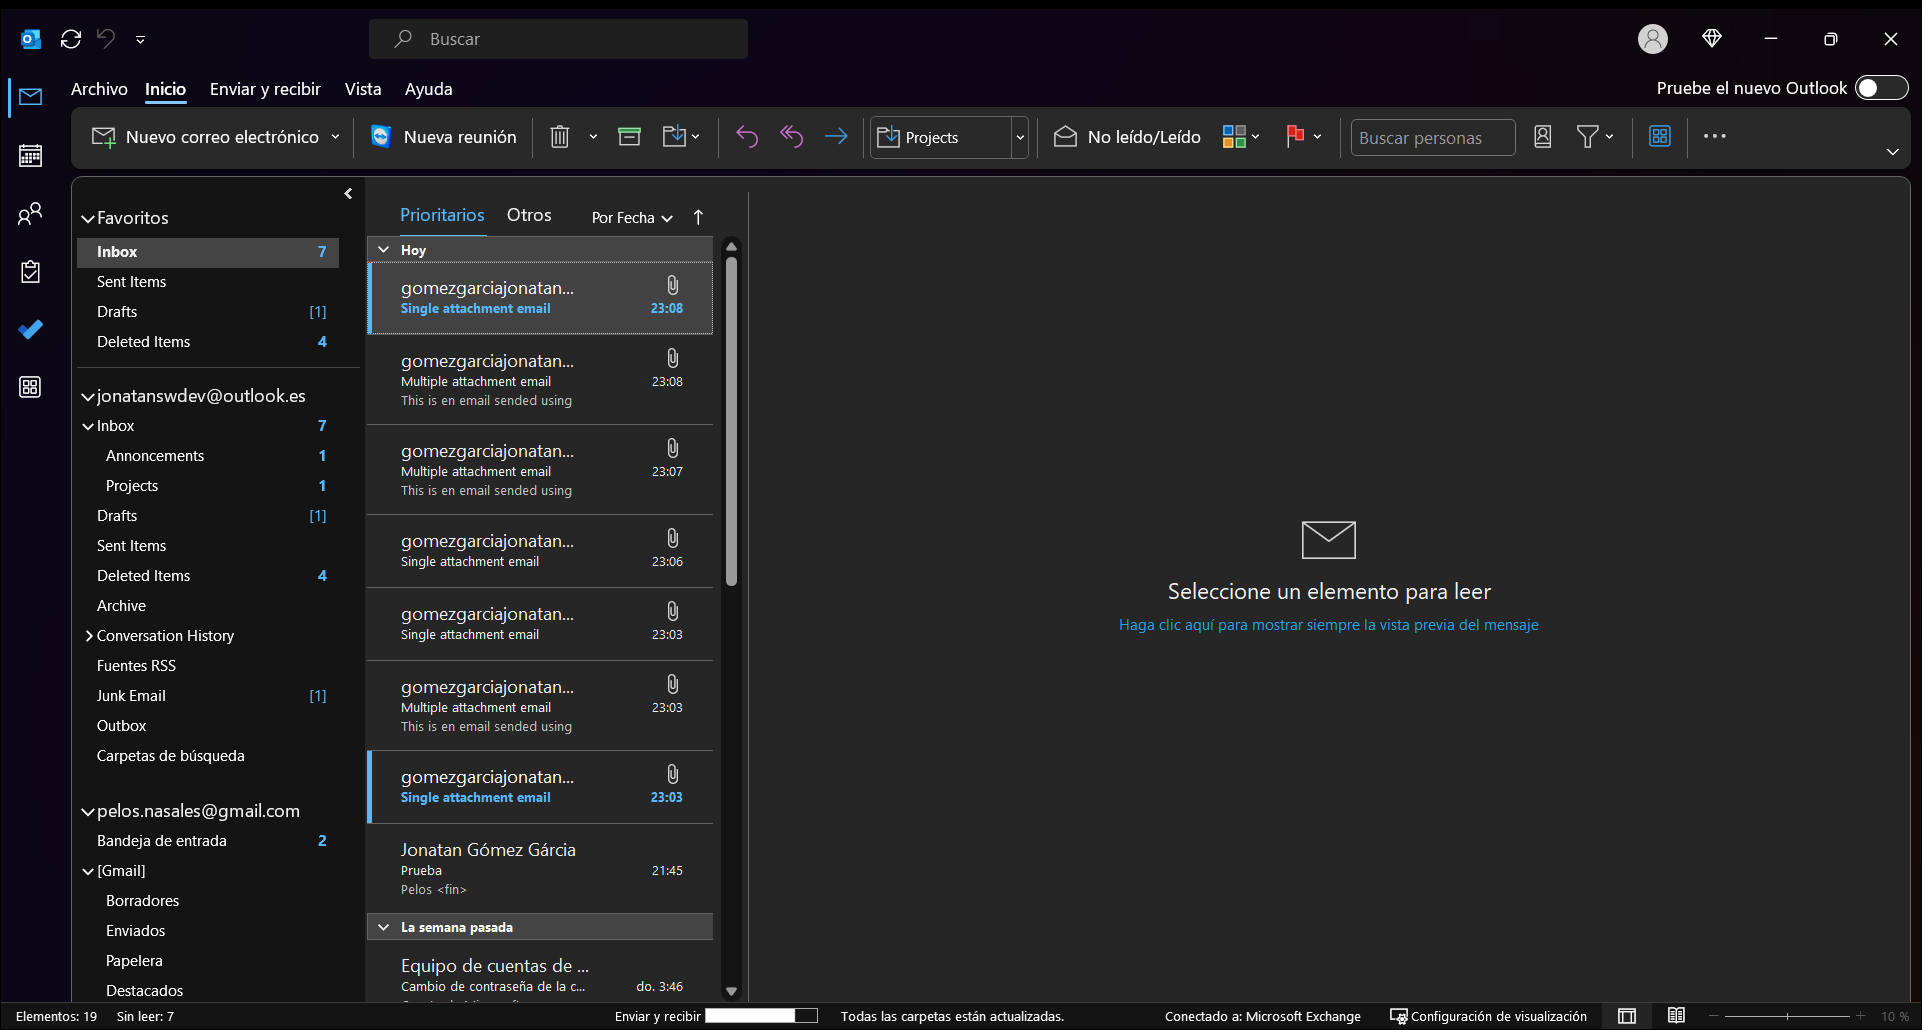 Buscar
Archivo Inicio Enviar y recibir Vista Ayuda
Pruebe el nuevo Outlook
Nuevo correo electrónico
Nueva reunión
Projects
No leído/Leído
Buscar personas
Favoritos
Inbox 7
Sent Items
Drafts [1]
Deleted Items 4
jonatanswdev@outlook.es
Inbox 7
Annoncements 1
Projects 1
Drafts [1]
Sent Items
Deleted Items 4
Archive
Conversation History
Fuentes RSS
Junk Email [1]
Outbox
Carpetas de búsqueda
pelos.nasales@gmail.com
Bandeja de entrada 2
[Gmail]
Borradores
Enviados
Papelera
Destacados
Prioritarios Otros Por Fecha
Hoy
gomezgarciajonatan...
Single attachment email 23:08
gomezgarciajonatan...
Multiple attachment email 23:08
This is en email sended using
gomezgarciajonatan...
Multiple attachment email 23:07
This is en email sended using
gomezgarciajonatan...
Single attachment email 23:06
gomezgarciajonatan...
Single attachment email 23:03
gomezgarciajonatan...
Multiple attachment email 23:03
This is en email sended using
gomezgarciajonatan...
Single attachment email 23:03
Jonatan Gómez Gárcia
Prueba 21:45
Pelos <fin>
La semana pasada
Equipo de cuentas de ...
Cambio de contraseña de la c... do. 3:46
Seleccione un elemento para leer
Haga clic aquí para mostrar siempre la vista previa del mensaje
Elementos: 19 Sin leer: 7
Enviar y recibir
Todas las carpetas están actualizadas.
Conectado a: Microsoft Exchange
Configuración de visualización
10 %